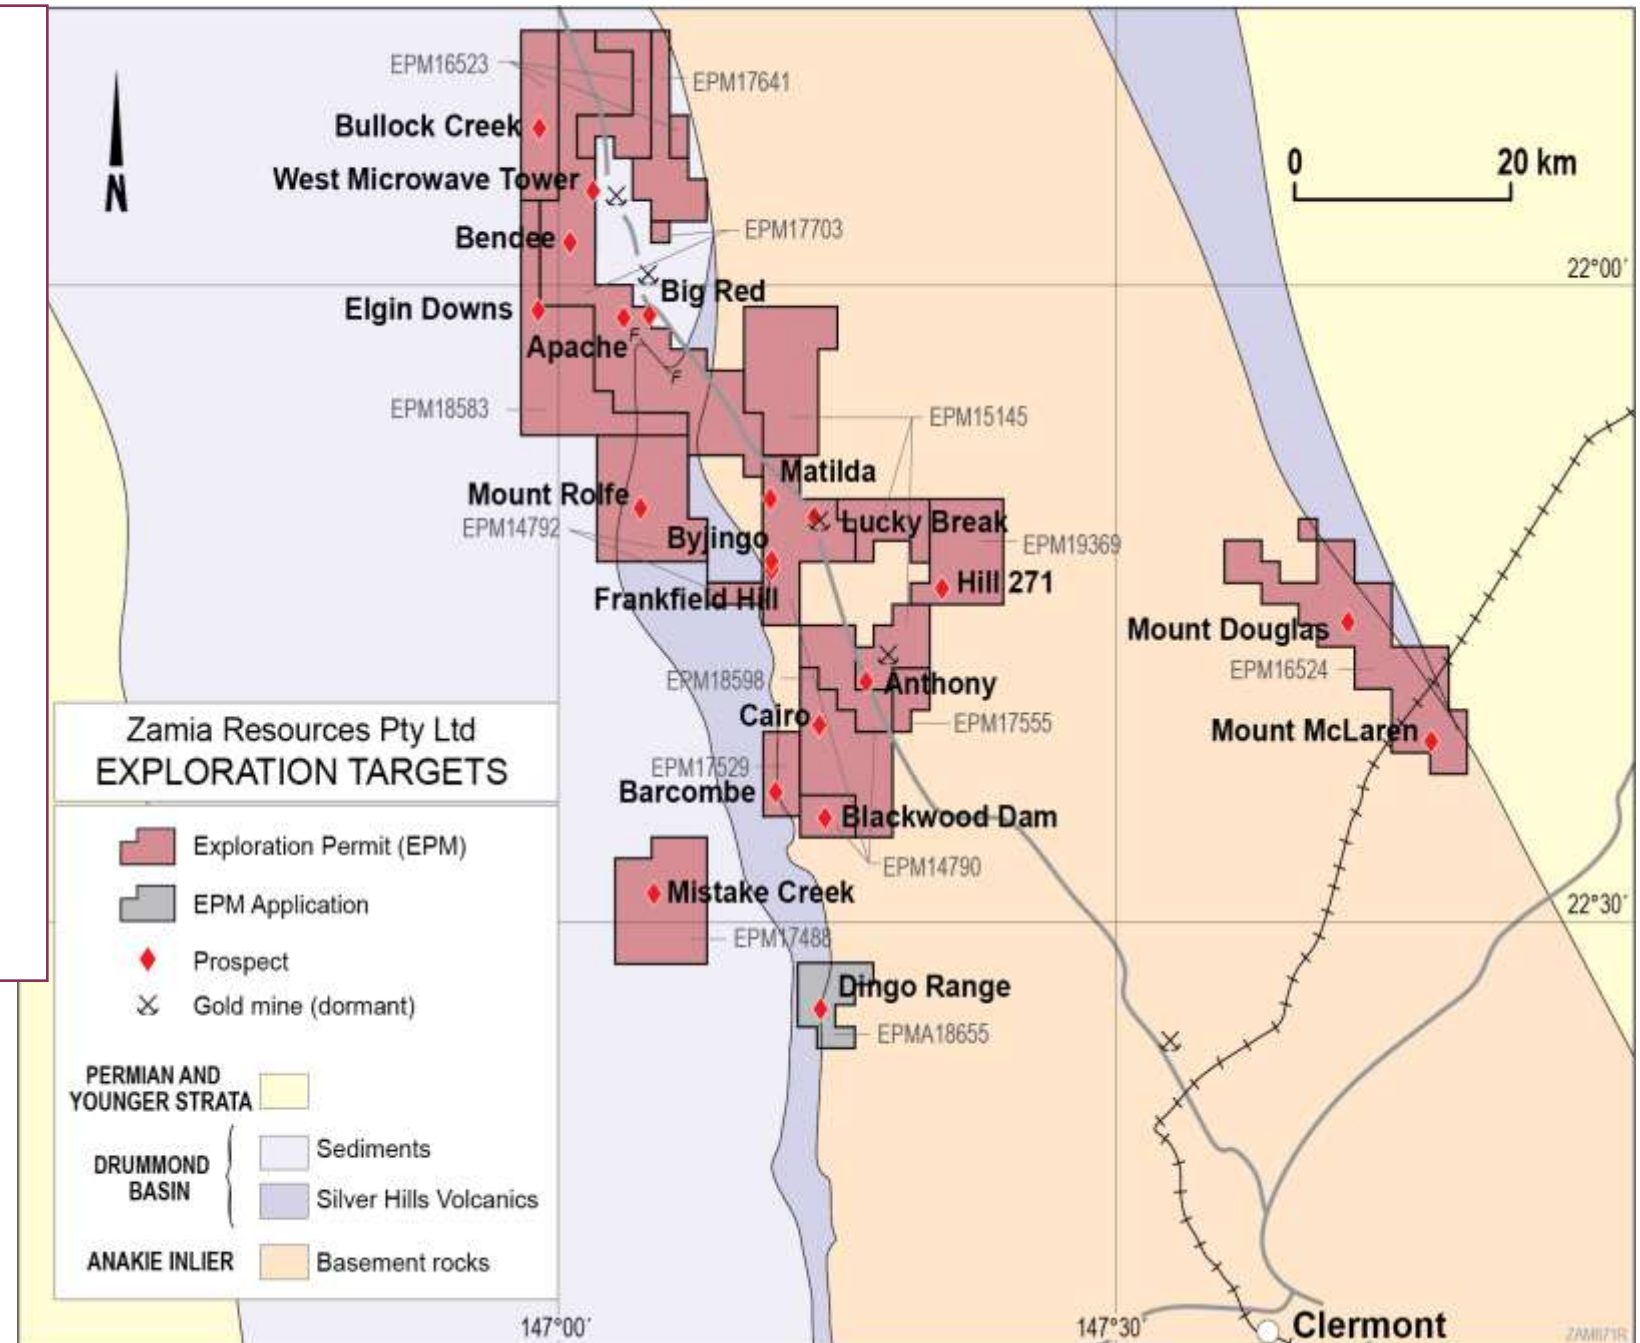 EPM16523
EPM17641
Bullock Creek
0 20 km
West Microwave Tower
N
EPM17703
Bendee
22°00′
Big Red
Elgin Downs
F
Apache
F
EPM18583
EPM15145
Matilda
Mount Rolfe
EPM14792
Lucky Break
Byjingo
EPM19369
Hill 271
Frankfield Hill
Mount Douglas
EPM16524
EPM18598
Anthony
Cairo
EPM17555
Mount McLaren
Zamia Resources Pty Ltd
EXPLORATION TARGETS
EPM17529
Barcombe
Blackwood Dam
Exploration Permit (EPM)
EPM14790
Mistake Creek
EPM Application
22°30′
EPM17488
Prospect
Dingo Range
Gold mine (dormant)
EPMA18655
PERMIAN AND
YOUNGER STRATA
Sediments
DRUMMOND
BASIN
Silver Hills Volcanics
ANAKIE INLIER
Basement rocks
147°00′
147°30′
Clermont
ZAM071R